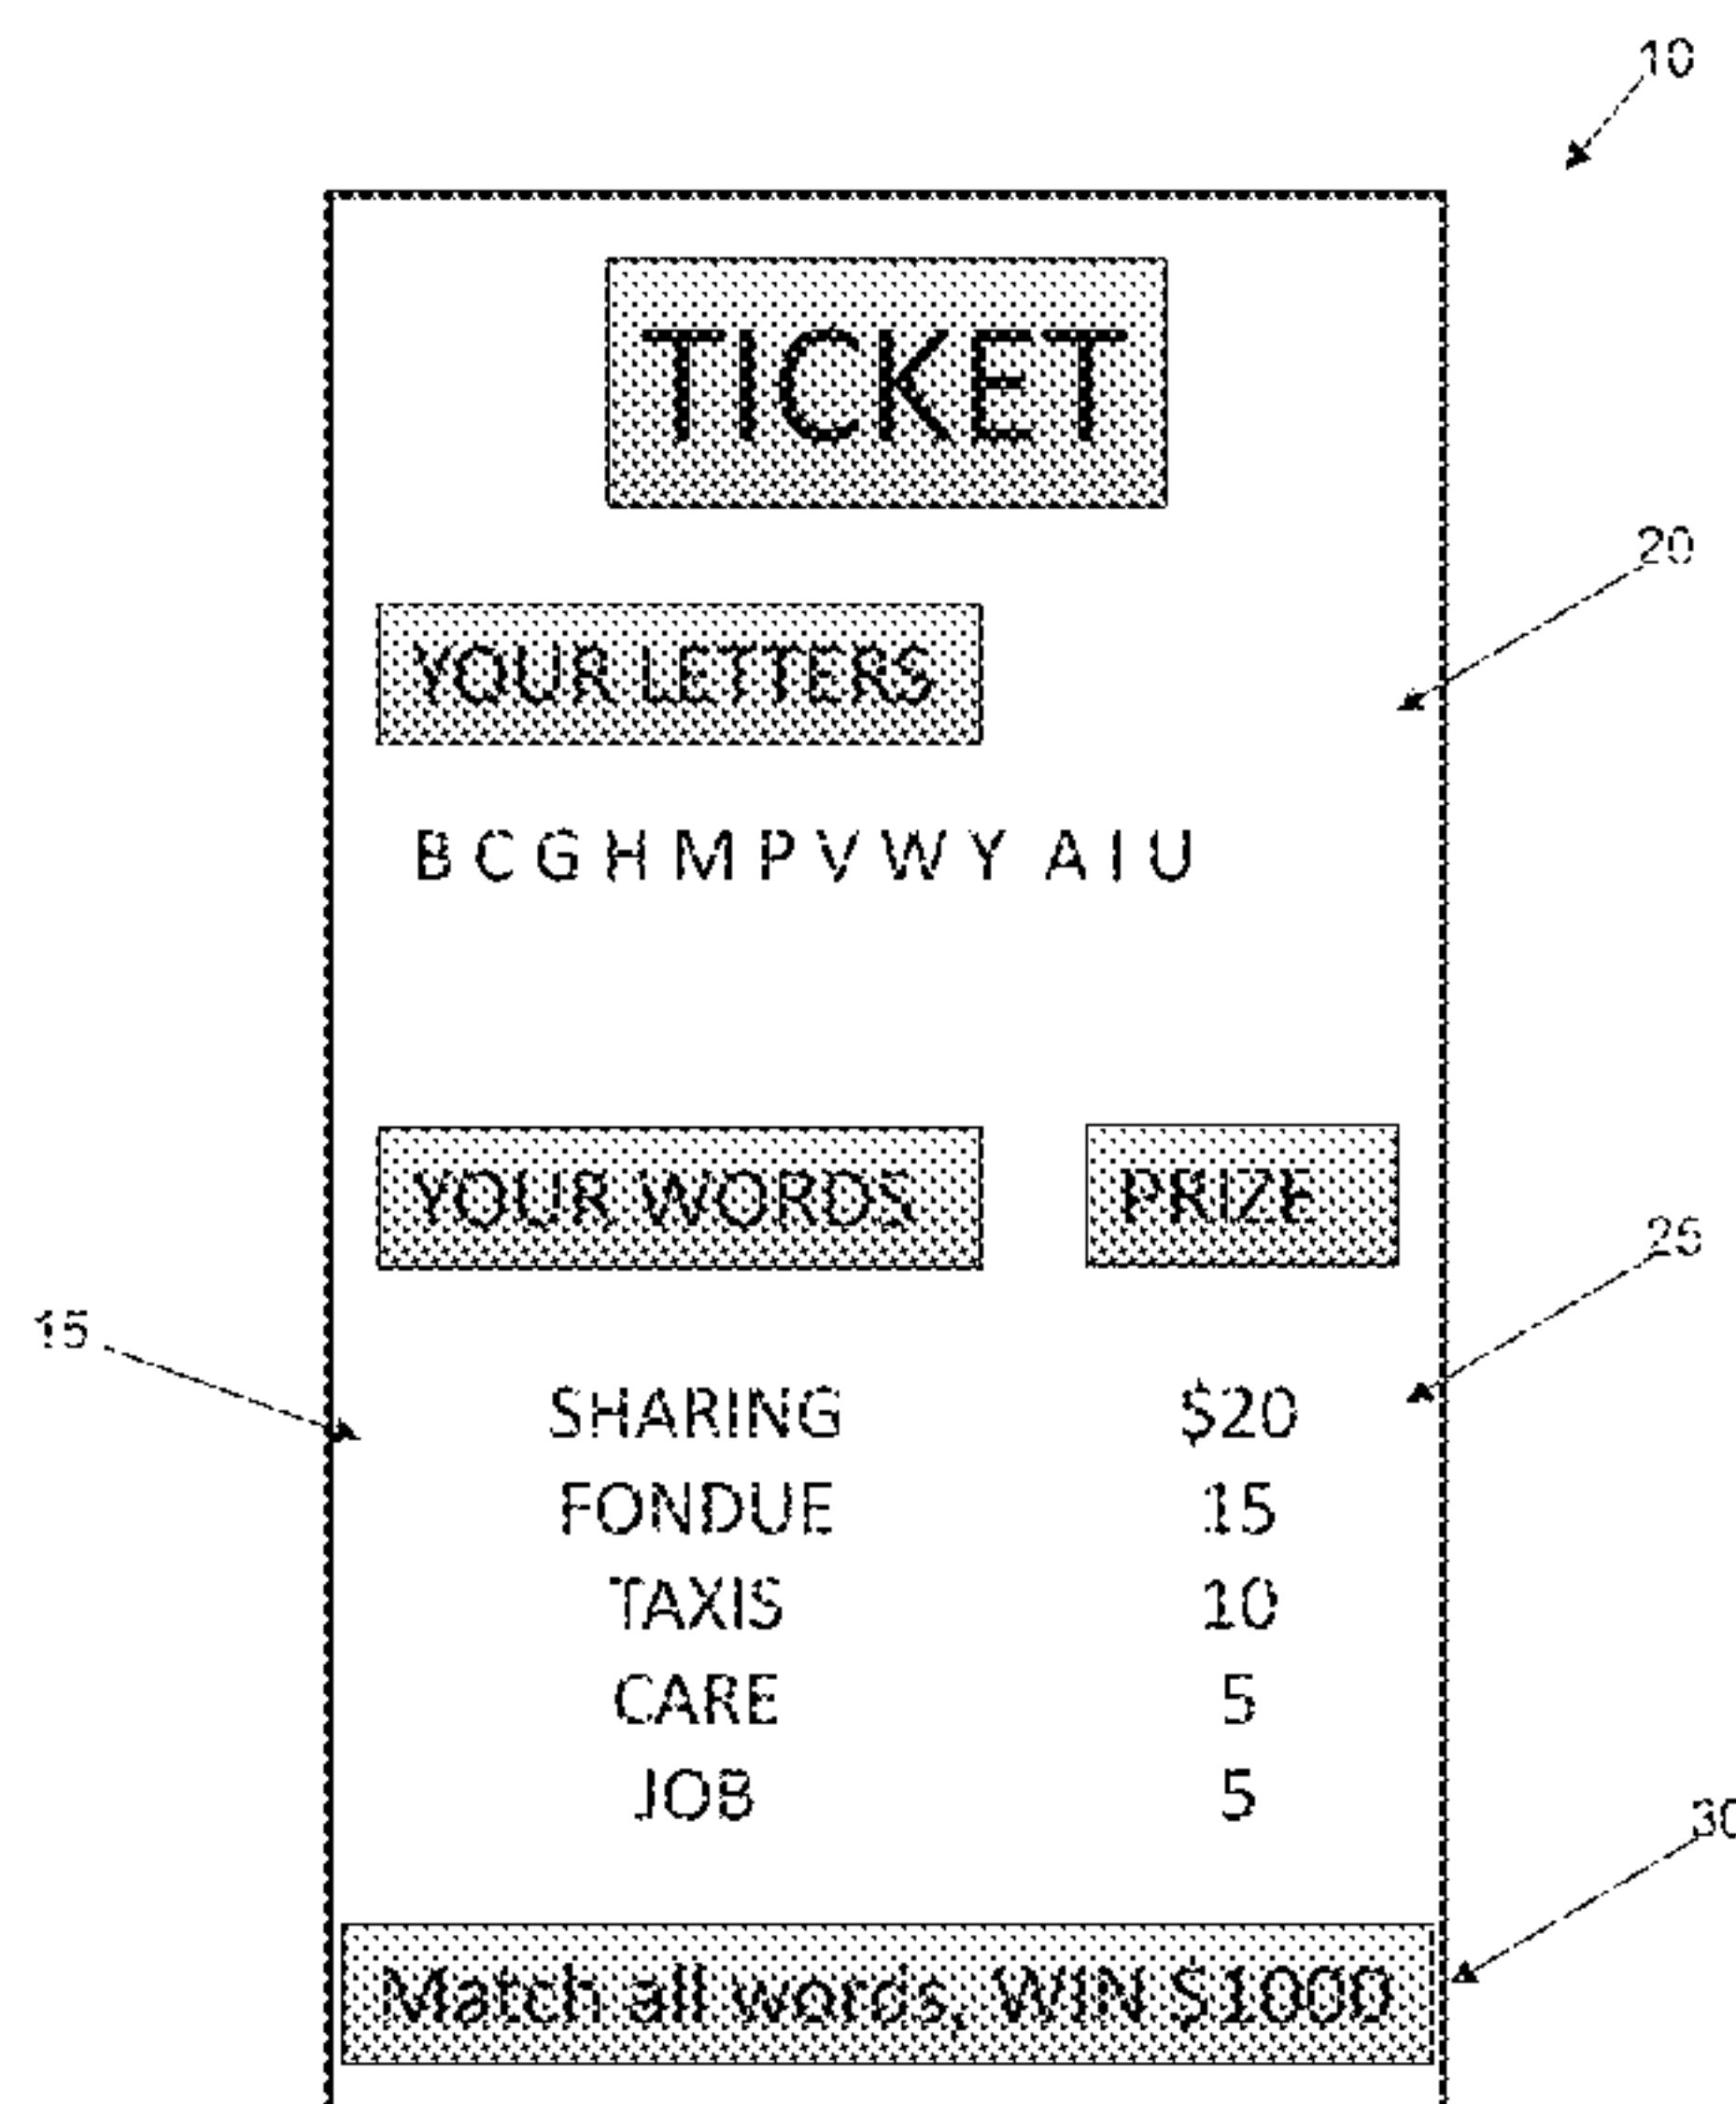 10
TICKET
20
YOUR LETTERS
B C G H M P V W Y A I U
YOUR WORDS PRIZE
25
15
SHARING $20
FONDUE 15
TAXIS 10
CARE 5
JOB 5
30
Match all words, WIN $1000